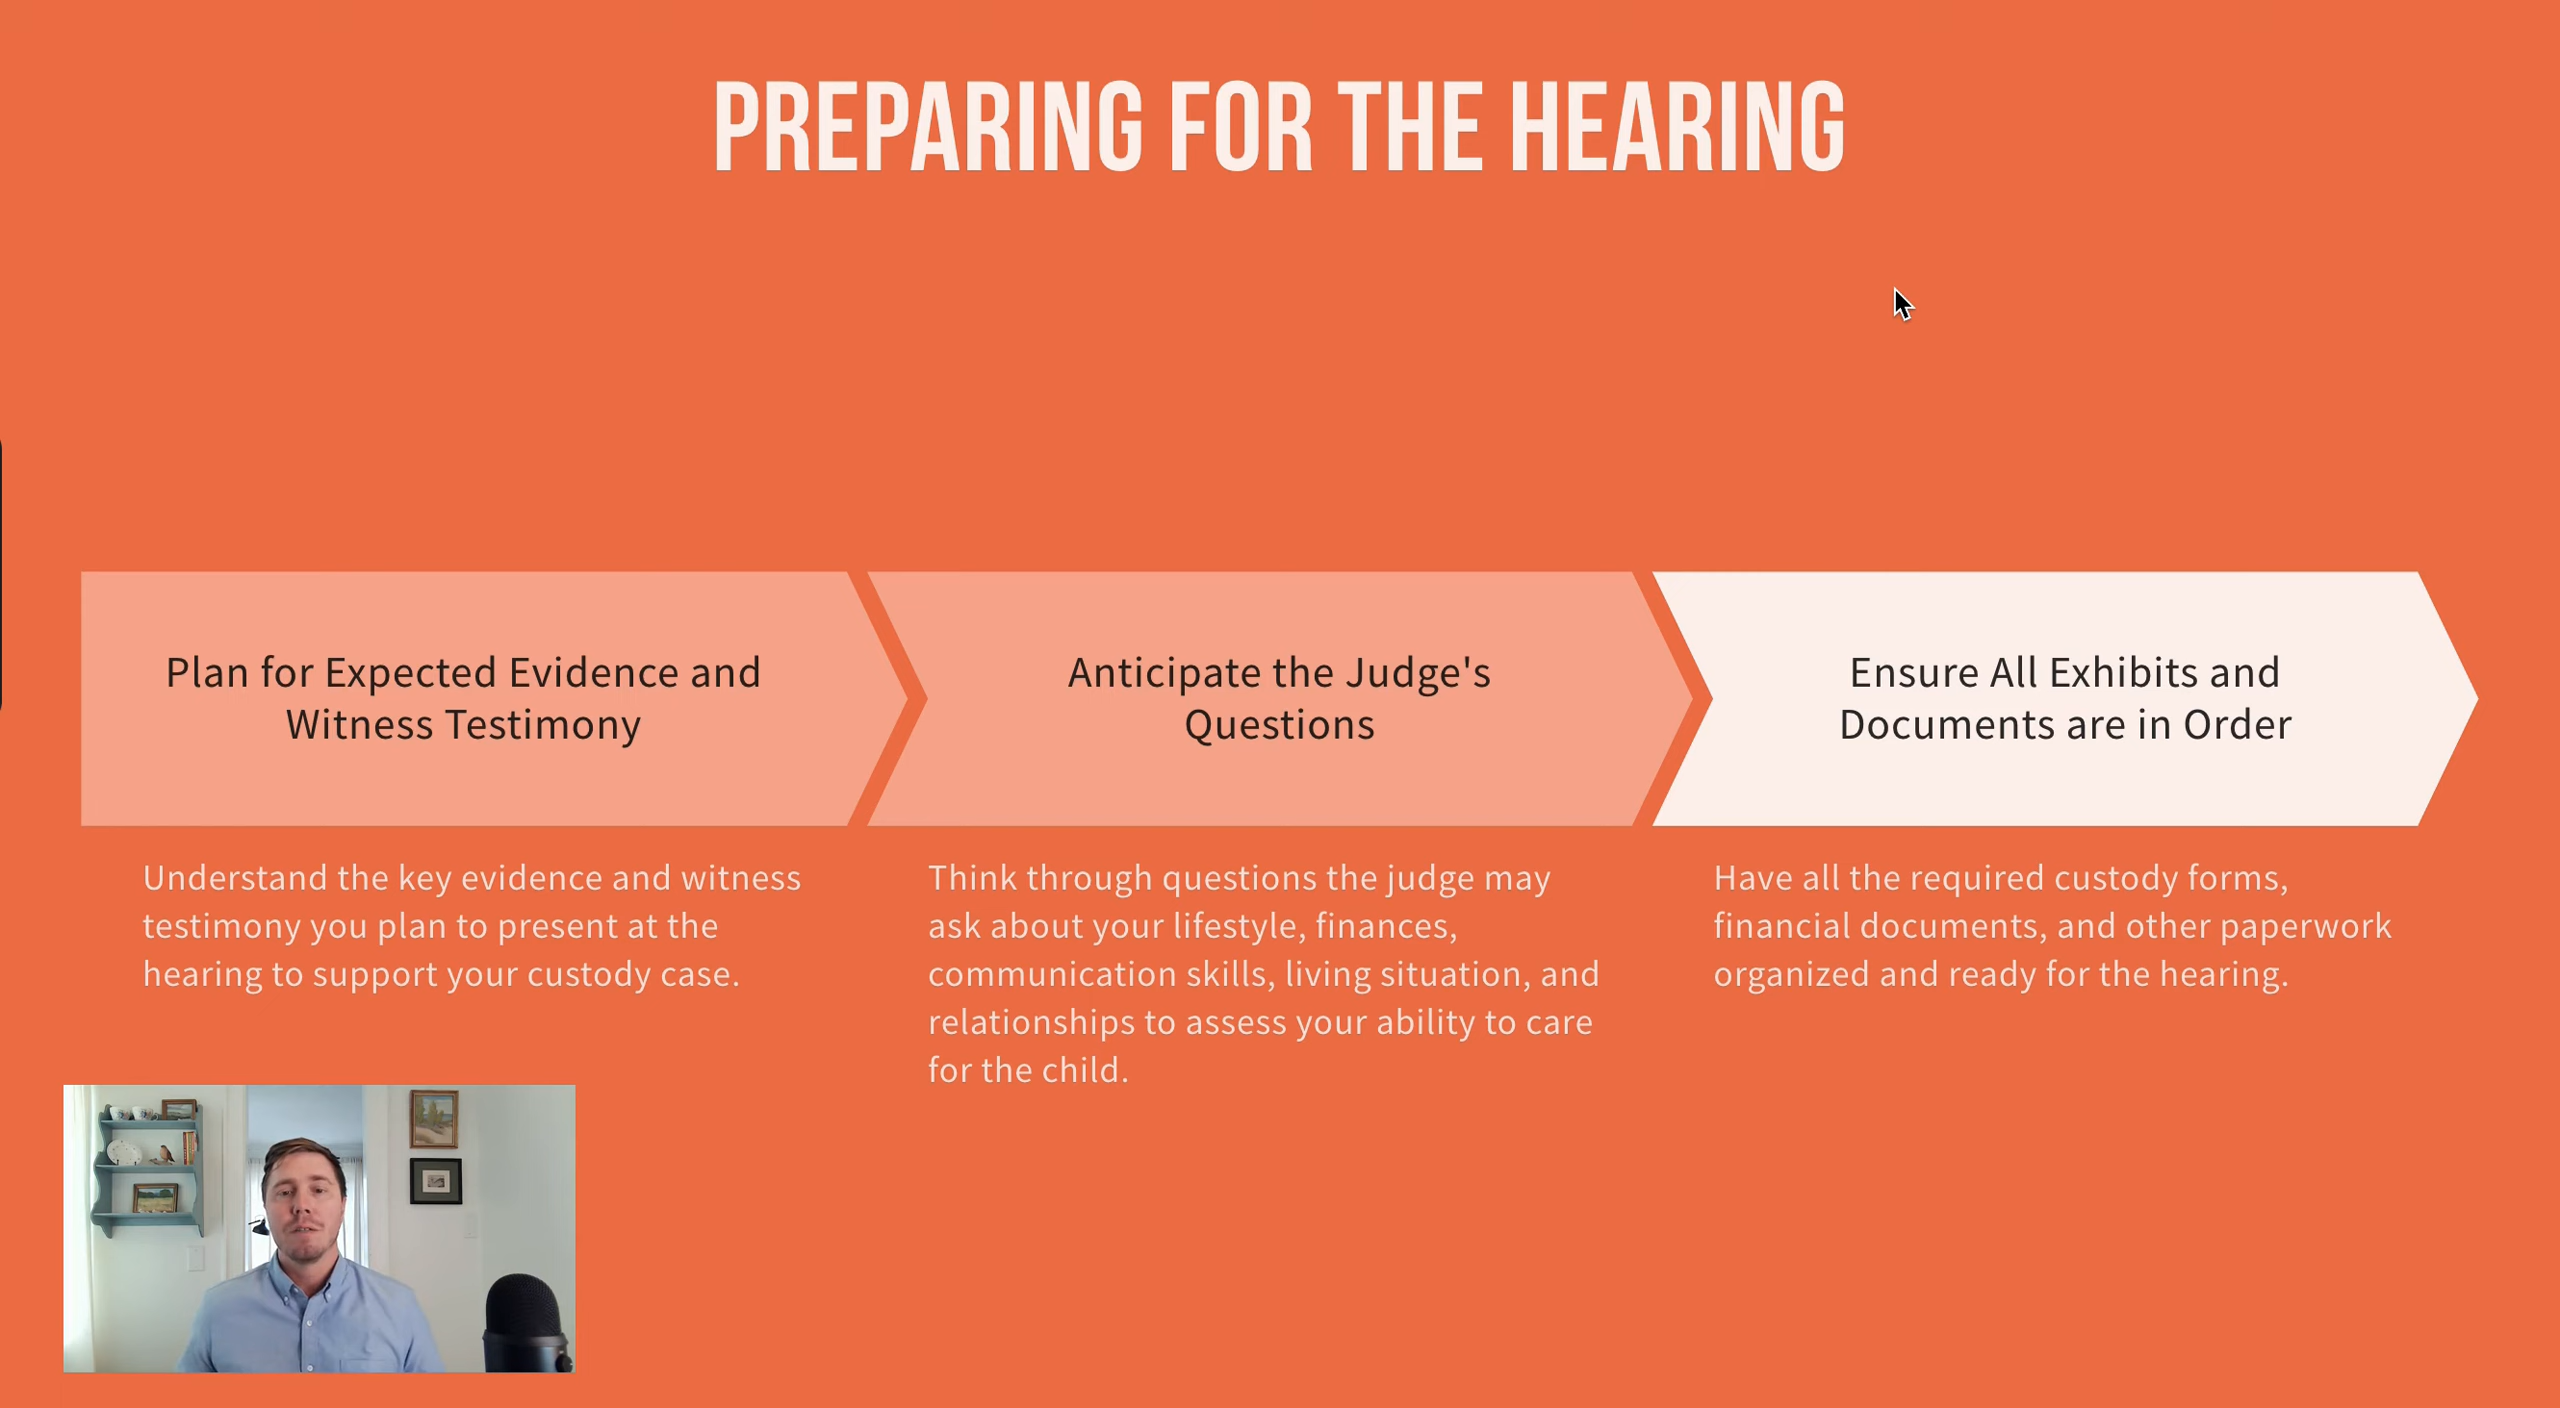 PREPARING FOR THE HEARING
Plan for Expected Evidence and
Witness Testimony
Understand the key evidence and witness
testimony you plan to present at the
hearing to support your custody case.
Anticipate the Judge's
Questions
Think through questions the judge may
ask about your lifestyle, finances,
communication skills, living situation, and
relationships to assess your ability to care
for the child.
Ensure All Exhibits and
Documents are in Order
Have all the required custody forms,
financial documents, and other paperwork
organized and ready for the hearing.